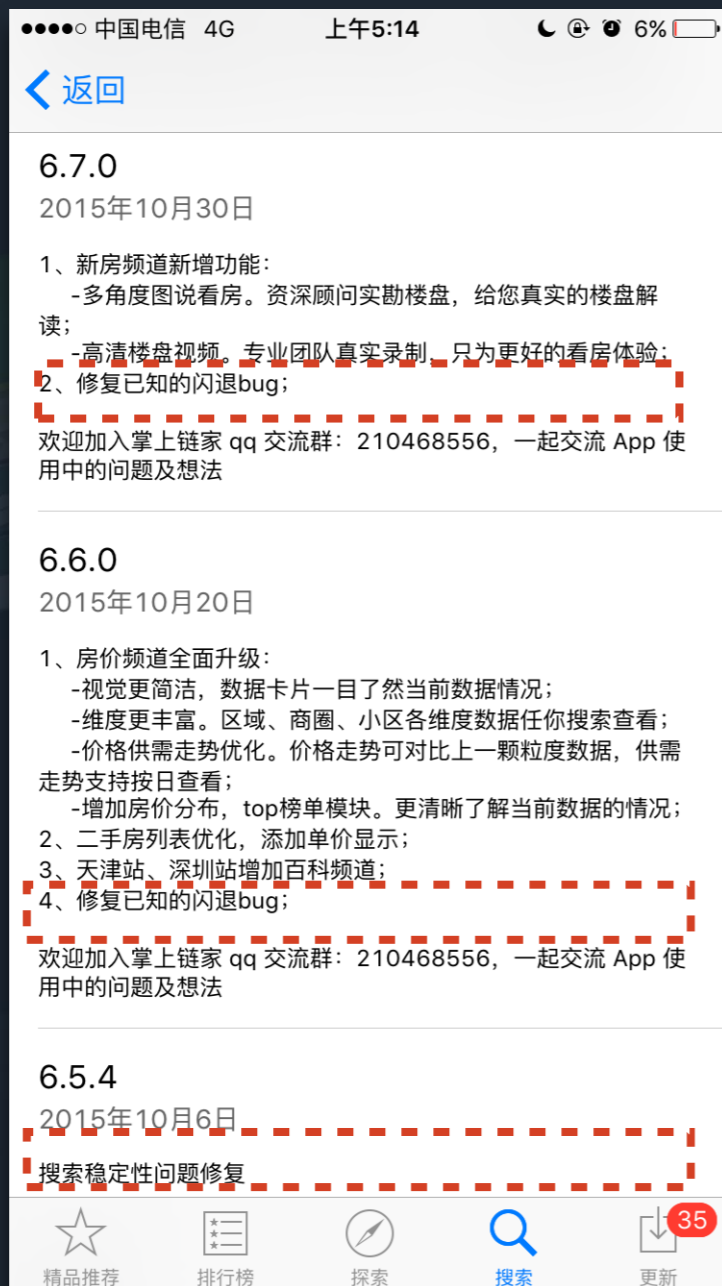 中国电信 4G 上午5:14 6%
返回
6.7.0
2015年10月30日
1、新房频道新增功能：
-多角度图说看房。资深顾问实勘楼盘，给您真实的楼盘解
读；
-高清楼盘视频。专业团队真实录制，只为更好的看房体验；
2、修复已知的闪退bug；
欢迎加入掌上链家 qq 交流群：210468556，一起交流 App 使
用中的问题及想法
6.6.0
2015年10月20日
1、房价频道全面升级：
-视觉更简洁，数据卡片一目了然当前数据情况；
-维度更丰富。区域、商圈、小区各维度数据任你搜索查看；
-价格供需走势优化。价格走势可对比上一颗粒度数据，供需
走势支持按日查看；
-增加房价分布，top榜单模块。更清晰了解当前数据的情况；
2、二手房列表优化，添加单价显示；
3、天津站、深圳站增加百科频道；
4、修复已知的闪退bug；
欢迎加入掌上链家 qq 交流群：210468556，一起交流 App 使
用中的问题及想法
6.5.4
2015年10月6日
搜索稳定性问题修复
35
精品推荐 排行榜 探索 搜索 更新